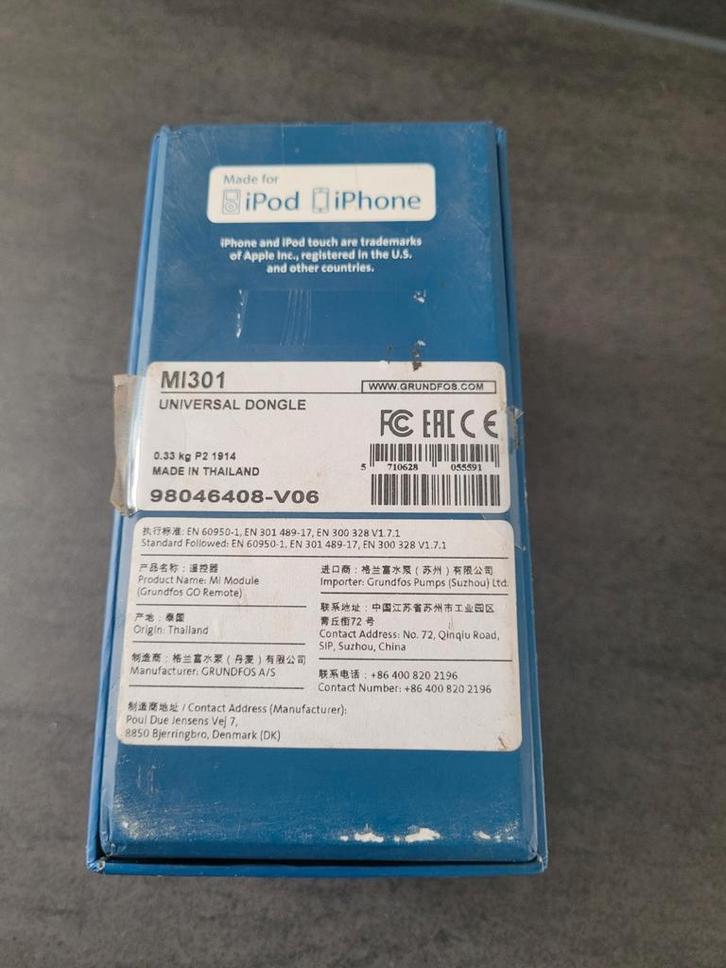 Made for
iPod iPhone
iPhone and iPod touch are trademarks
of Apple Inc., registered in the U.S.
and other countries.
MI301
WWW.GRUNDFOS.COM
UNIVERSAL DONGLE
FC EAC CE
0.33 kg P2 1914
MADE IN THAILAND
5 710628 055591
98046408-V06
执行标准: EN 60950-1, EN 301 489-17, EN 300 328 V1.7.1
Standard Followed: EN 60950-1, EN 301 489-17, EN 300 328 V1.7.1
产品名称：遥控器
Product Name: MI Module
(Grundfos GO Remote)
产地：泰国
Origin: Thailand
制造商：格兰富水泵（丹麦）有限公司
Manufacturer: GRUNDFOS A/S
进口商：格兰富水泵（苏州）有限公司
Importer: Grundfos Pumps (Suzhou) Ltd.
联系地址：中国江苏省苏州市工业园区
青丘街72 号
Contact Address: No. 72, Qinqiu Road,
SIP, Suzhou, China
联系电话：+86 400 820 2196
Contact Number: +86 400 820 2196
制造商地址 / Contact Address (Manufacturer):
Poul Due Jensens Vej 7,
8850 Bjerringbro, Denmark (DK)